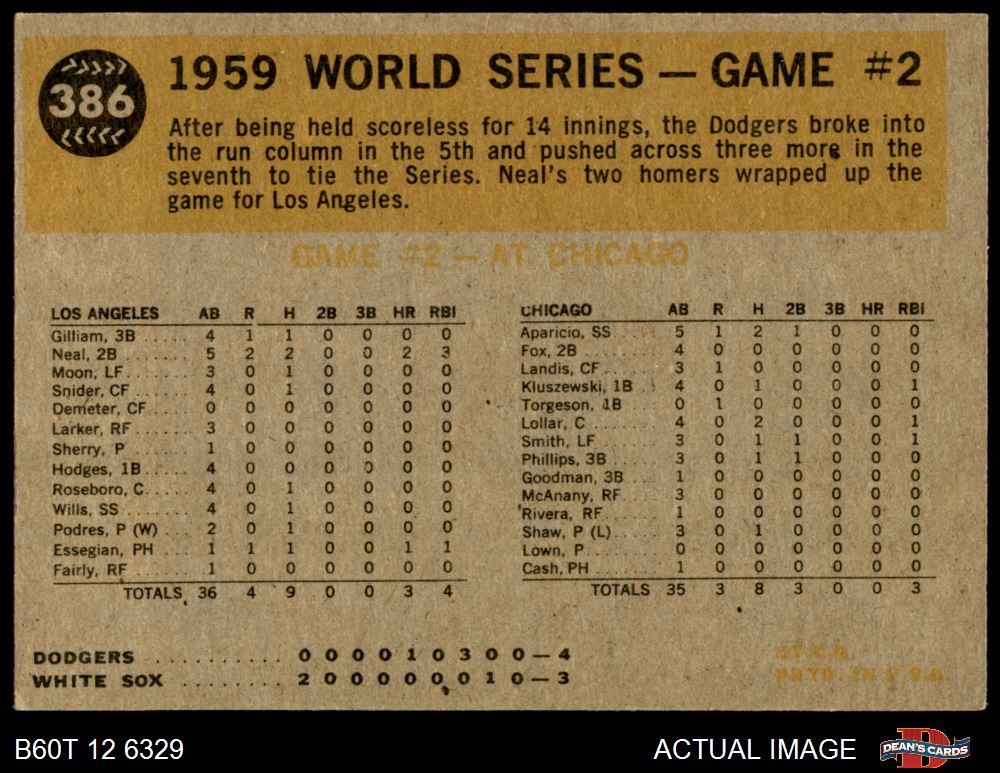 386
1959 WORLD SERIES — GAME #2
After being held scoreless for 14 innings, the Dodgers broke into
the run column in the 5th and pushed across three more in the
seventh to tie the Series. Neal's two homers wrapped up the
game for Los Angeles.
GAME #2 — AT CHICAGO
LOS ANGELES AB R H 2B 3B HR RBI
Gilliam, 3B ..... 4 1 1 0 0 0 0
Neal, 2B ....... 5 2 2 0 0 2 3
Moon, LF ....... 3 0 1 0 0 0 0
Snider, CF ...... 4 0 1 0 0 0 0
Demeter, CF .... 0 0 0 0 0 0 0
Larker, RF ...... 3 0 0 0 0 0 0
Sherry, P ....... 1 0 0 0 0 0 0
Hodges, 1B ..... 4 0 0 0 0 0 0
Roseboro, C ..... 4 0 1 0 0 0 0
Wills, SS ....... 4 0 1 0 0 0 0
Podres, P (W) ... 2 0 1 0 0 0 0
Essegian, PH ... 1 1 1 0 0 1 1
Fairly, RF ...... 1 0 0 0 0 0 0
TOTALS 36 4 9 0 0 3 4
CHICAGO AB R H 2B 3B HR RBI
Aparicio, SS .... 5 1 2 1 0 0 0
Fox, 2B ........ 4 0 0 0 0 0 0
Landis, CF ...... 3 1 0 0 0 0 0
Kluszewski, 1B .. 4 0 1 0 0 0 1
Torgeson, 1B ... 0 1 0 0 0 0 0
Lollar, C ....... 4 0 2 0 0 0 1
Smith, LF ...... 3 0 1 1 0 0 1
Phillips, 3B ..... 3 0 1 1 0 0 0
Goodman, 3B ... 1 0 0 0 0 0 0
McAnany, RF ... 3 0 0 0 0 0 0
Rivera, RF ...... 1 0 0 0 0 0 0
Shaw, P (L) ..... 3 0 1 0 0 0 0
Lown, P ........ 0 0 0 0 0 0 0
Cash, PH ....... 1 0 0 0 0 0 0
TOTALS 35 3 8 3 0 0 3
DODGERS .......... 0 0 0 0 1 0 3 0 0 — 4
WHITE SOX ........ 2 0 0 0 0 0 0 1 0 — 3
PRTD. IN U.S.A.
B60T 12 6329
ACTUAL IMAGE
DEAN'S CARDS